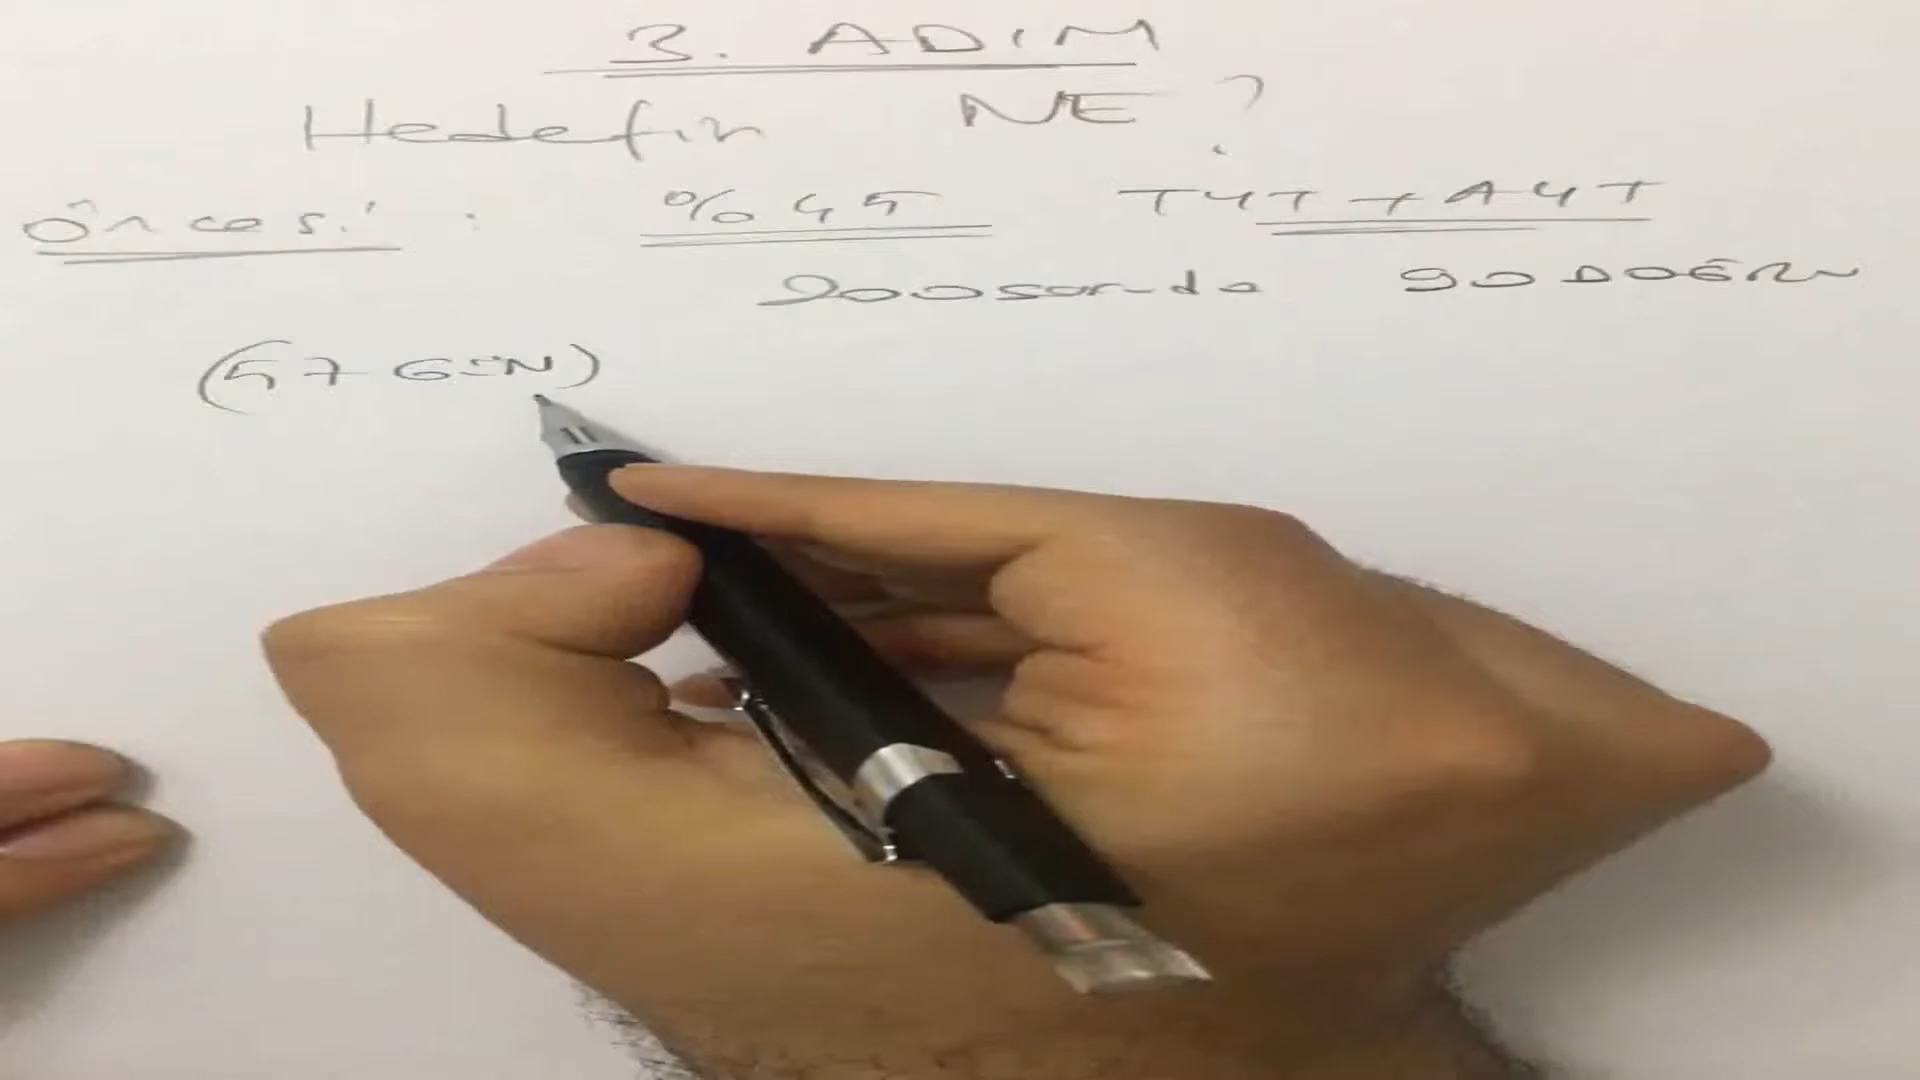 3. ADIM
Hedefin NE?
Öncesi : %45 TYT + AYT
200 soruda 90 DOĞRU
(57 GÜN)